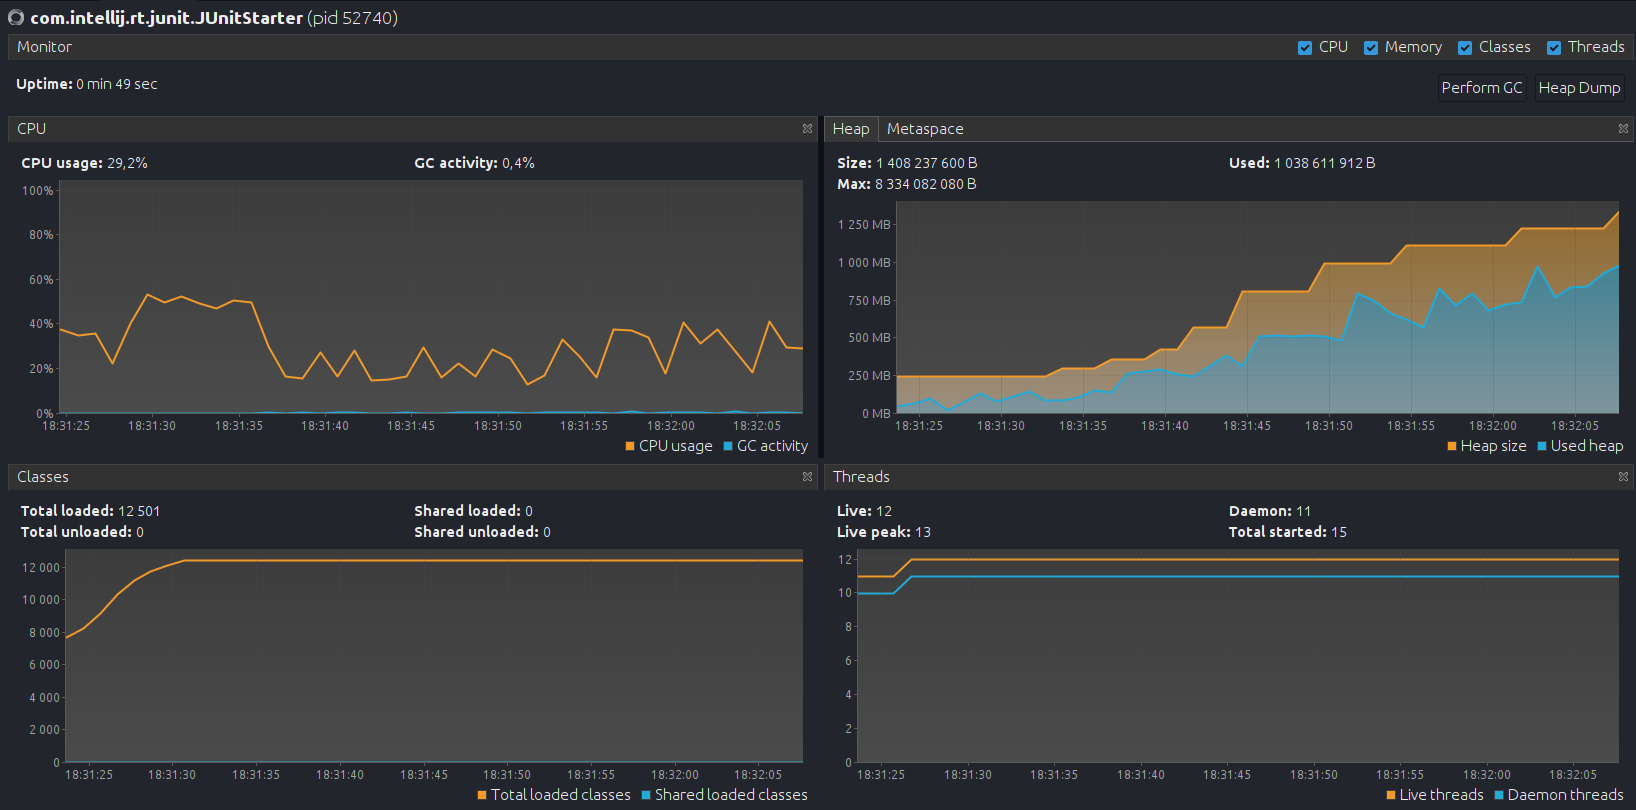 com.intellij.rt.junit.JUnitStarter (pid 52740)
Monitor
CPU Memory Classes Threads
Uptime: 0 min 49 sec
Perform GC Heap Dump
CPU
CPU usage: 29,2% GC activity: 0,4%
100%
80%
60%
40%
20%
0%
18:31:25 18:31:30 18:31:35 18:31:40 18:31:45 18:31:50 18:31:55 18:32:00 18:32:05
CPU usage GC activity
Heap Metaspace
Size: 1 408 237 600 B Used: 1 038 611 912 B
Max: 8 334 082 080 B
1 250 MB
1 000 MB
750 MB
500 MB
250 MB
0 MB
18:31:25 18:31:30 18:31:35 18:31:40 18:31:45 18:31:50 18:31:55 18:32:00 18:32:05
Heap size Used heap
Classes
Total loaded: 12 501 Shared loaded: 0
Total unloaded: 0 Shared unloaded: 0
12 000
10 000
8 000
6 000
4 000
2 000
0
18:31:25 18:31:30 18:31:35 18:31:40 18:31:45 18:31:50 18:31:55 18:32:00 18:32:05
Total loaded classes Shared loaded classes
Threads
Live: 12 Daemon: 11
Live peak: 13 Total started: 15
12
10
8
6
4
2
0
18:31:25 18:31:30 18:31:35 18:31:40 18:31:45 18:31:50 18:31:55 18:32:00 18:32:05
Live threads Daemon threads